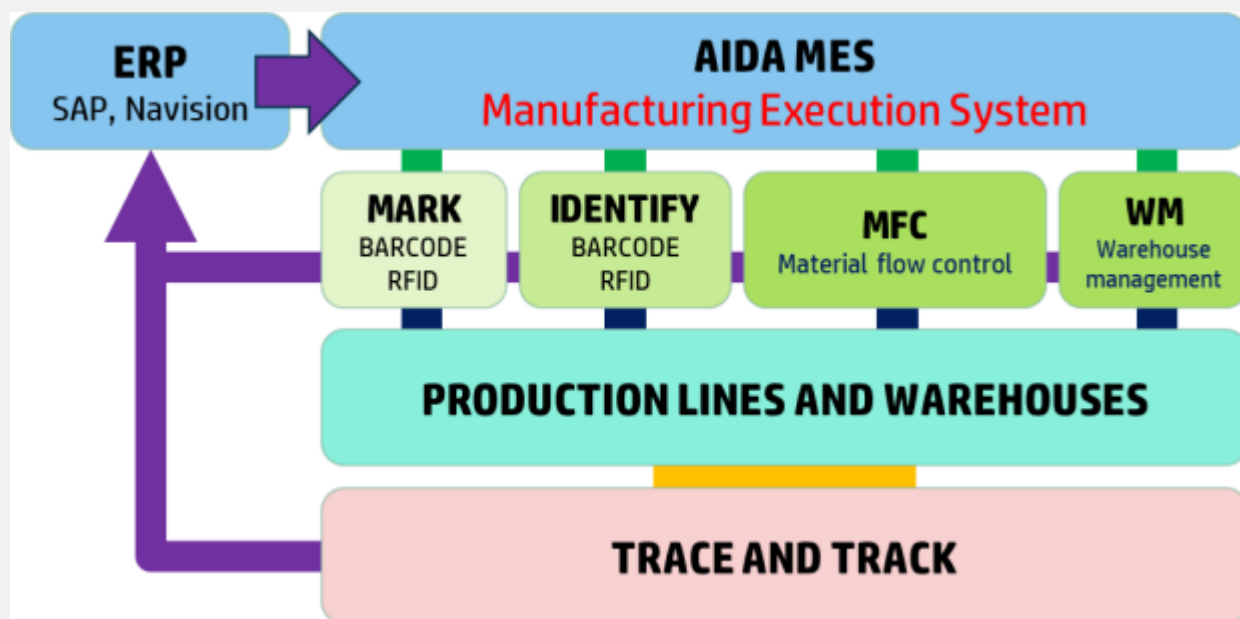 ERP
SAP, Navision
AIDA MES
Manufacturing Execution System
MARK
BARCODE
RFID
IDENTIFY
BARCODE
RFID
MFC
Material flow control
WM
Warehouse
management
PRODUCTION LINES AND WAREHOUSES
TRACE AND TRACK